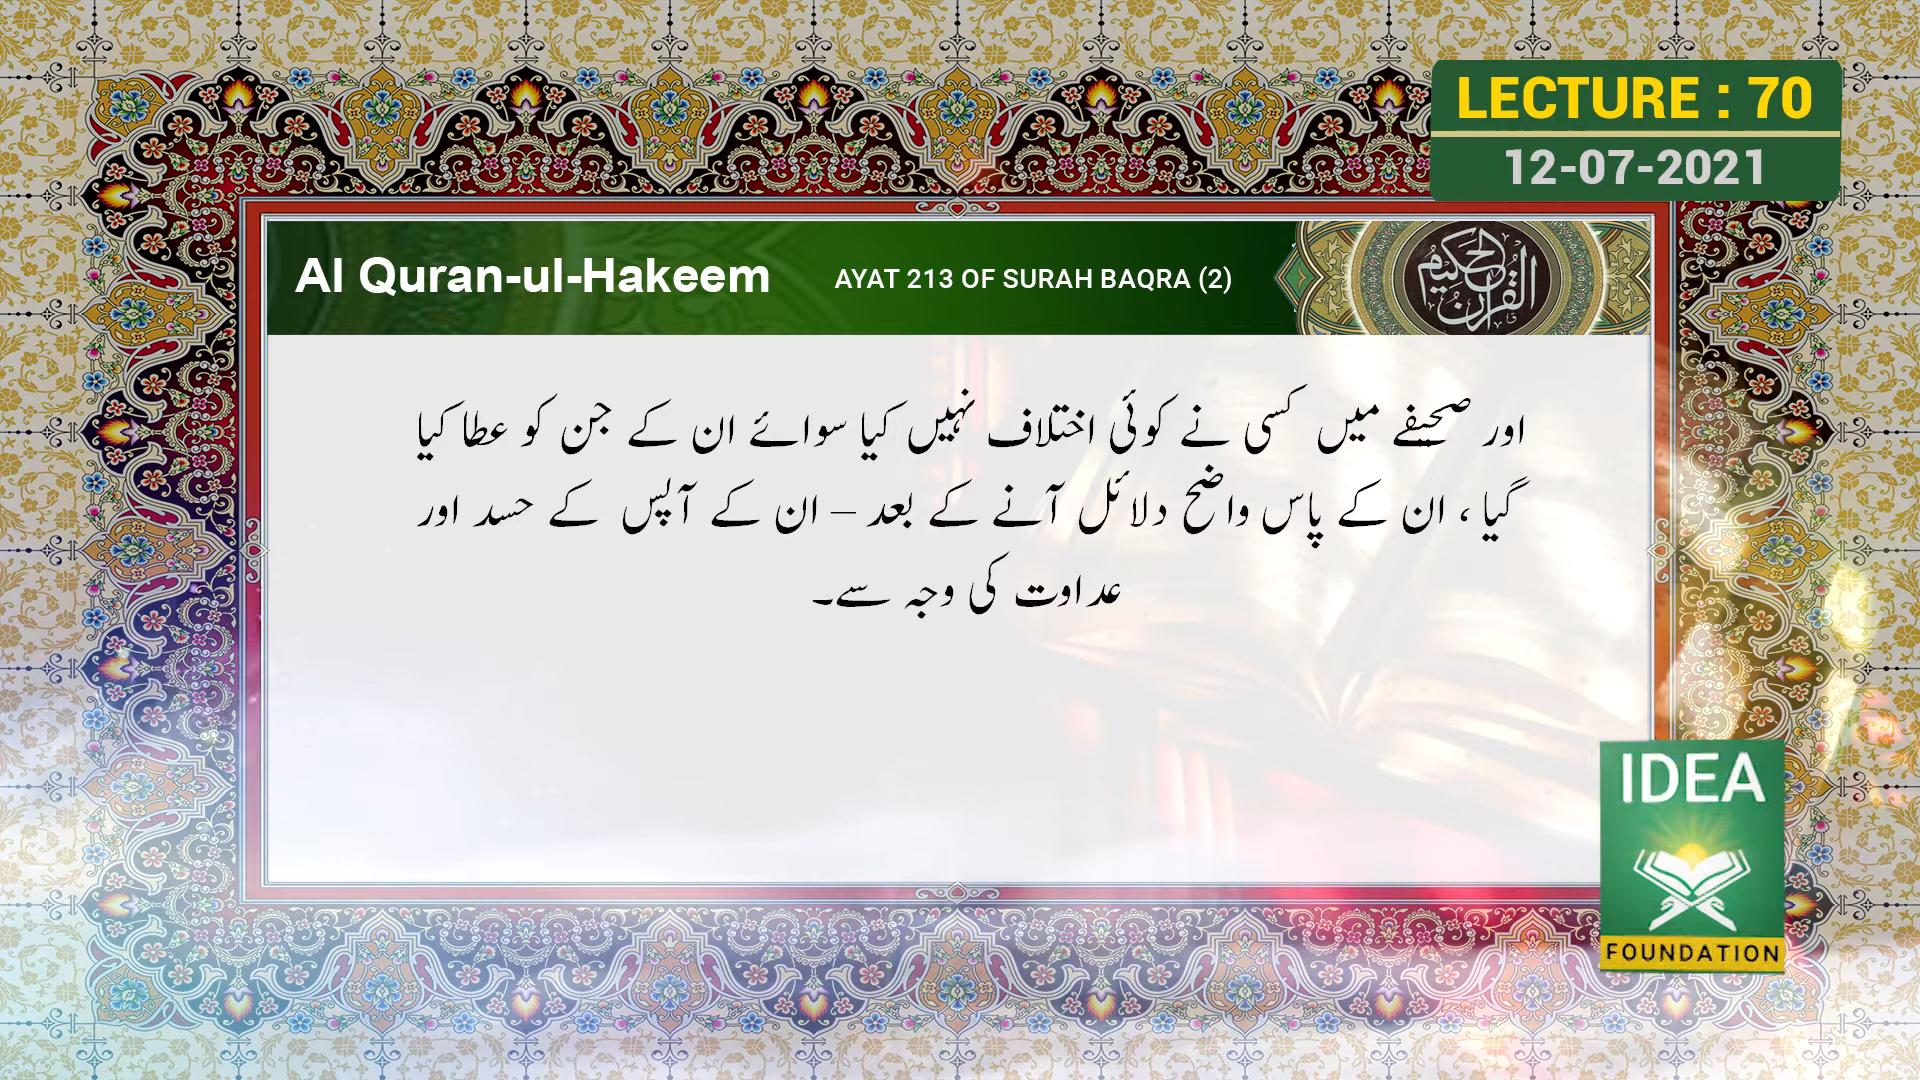 LECTURE : 70
12-07-2021
Al Quran-ul-Hakeem
AYAT 213 OF SURAH BAQRA (2)
القرآن الحكيم
اور صحیفے میں کسی نے کوئی اختلاف نہیں کیا سوائے ان کے جن کو عطا کیا
گیا ، ان کے پاس واضح دلائل آنے کے بعد – ان کے آپس کے حسد اور
عداوت کی وجہ سے۔
IDEA
FOUNDATION